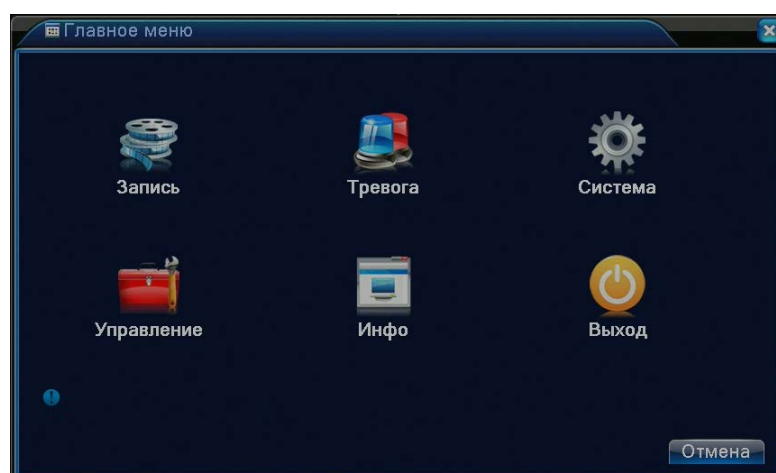 Главное меню
Запись
Тревога
Система
Управление
Инфо
Выход
Отмена